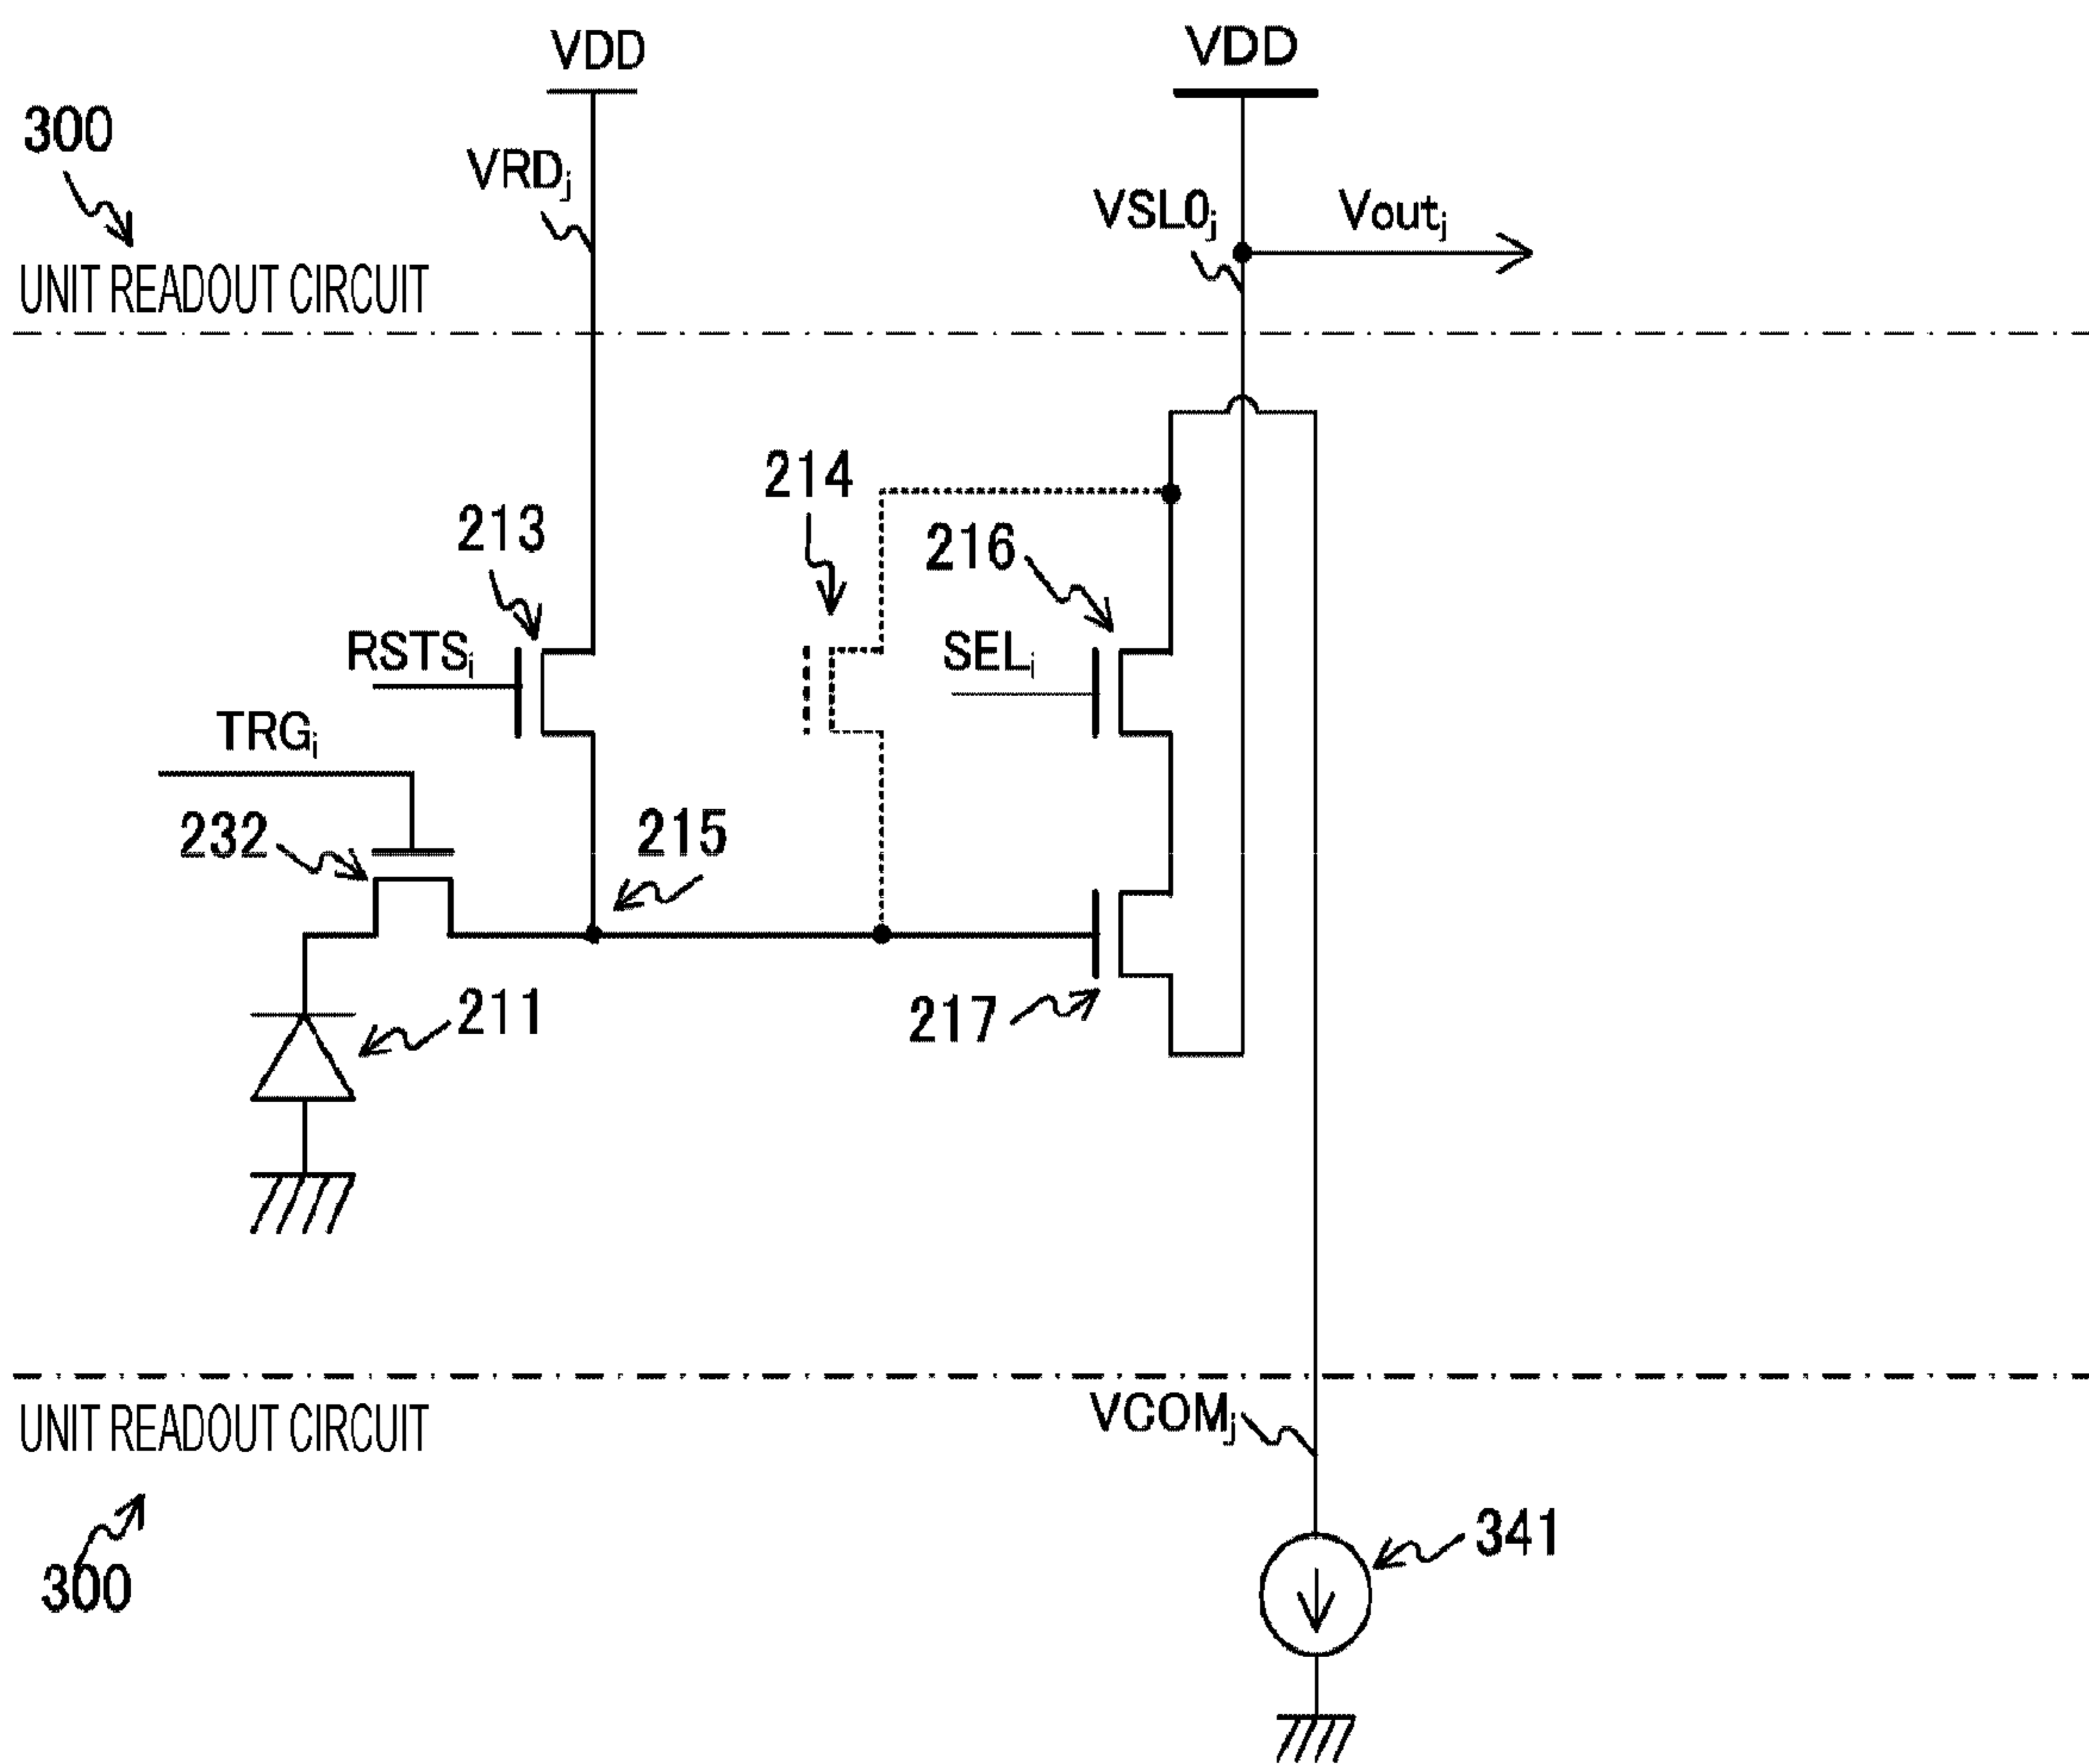 VDD
VDD
300
VRDj
VSL0j
Voutj
UNIT READOUT CIRCUIT
214
213
216
RSTSi
SELi
TRGi
232
215
211
217
VCOMj
UNIT READOUT CIRCUIT
341
300